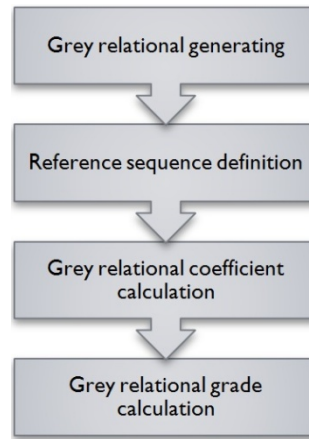 Grey relational generating
Reference sequence definition
Grey relational coefficient
calculation
Grey relational grade
calculation